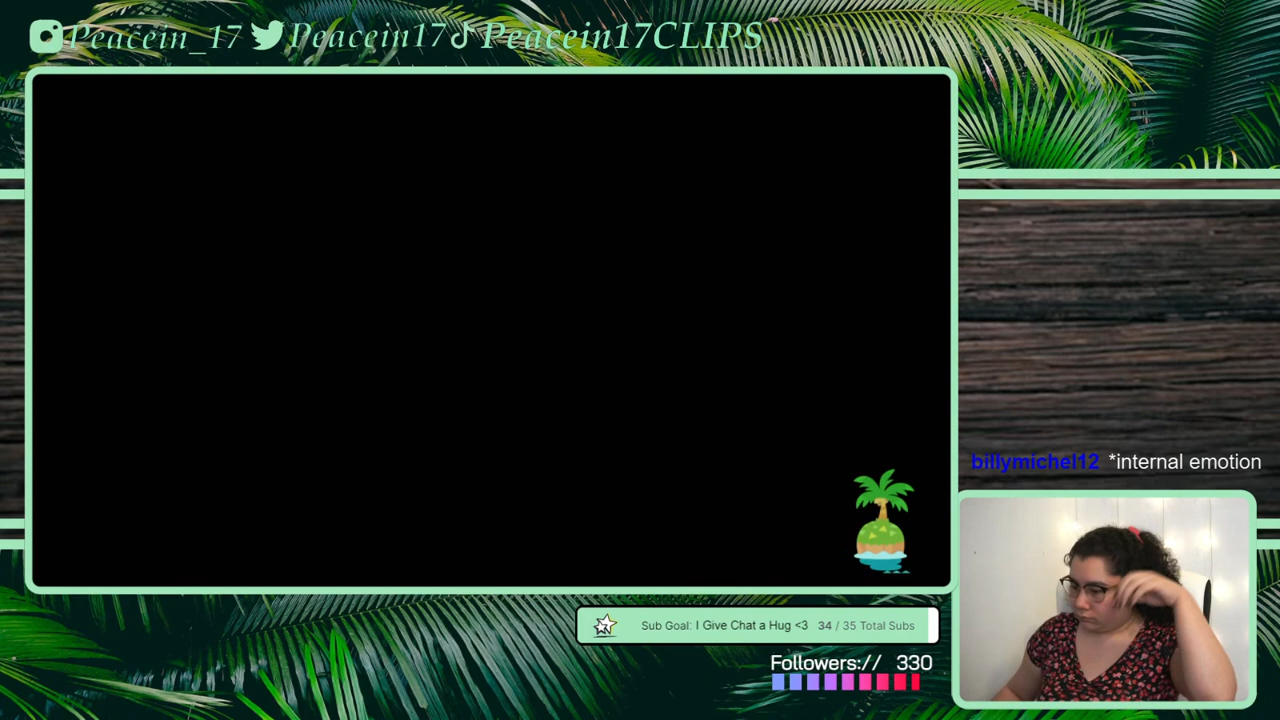 Peacein_17 Peacein17 Peacein17CLIPS
billymichel12 *internal emotion
Sub Goal: I Give Chat a Hug <3 34 / 35 Total Subs
Followers:// 330